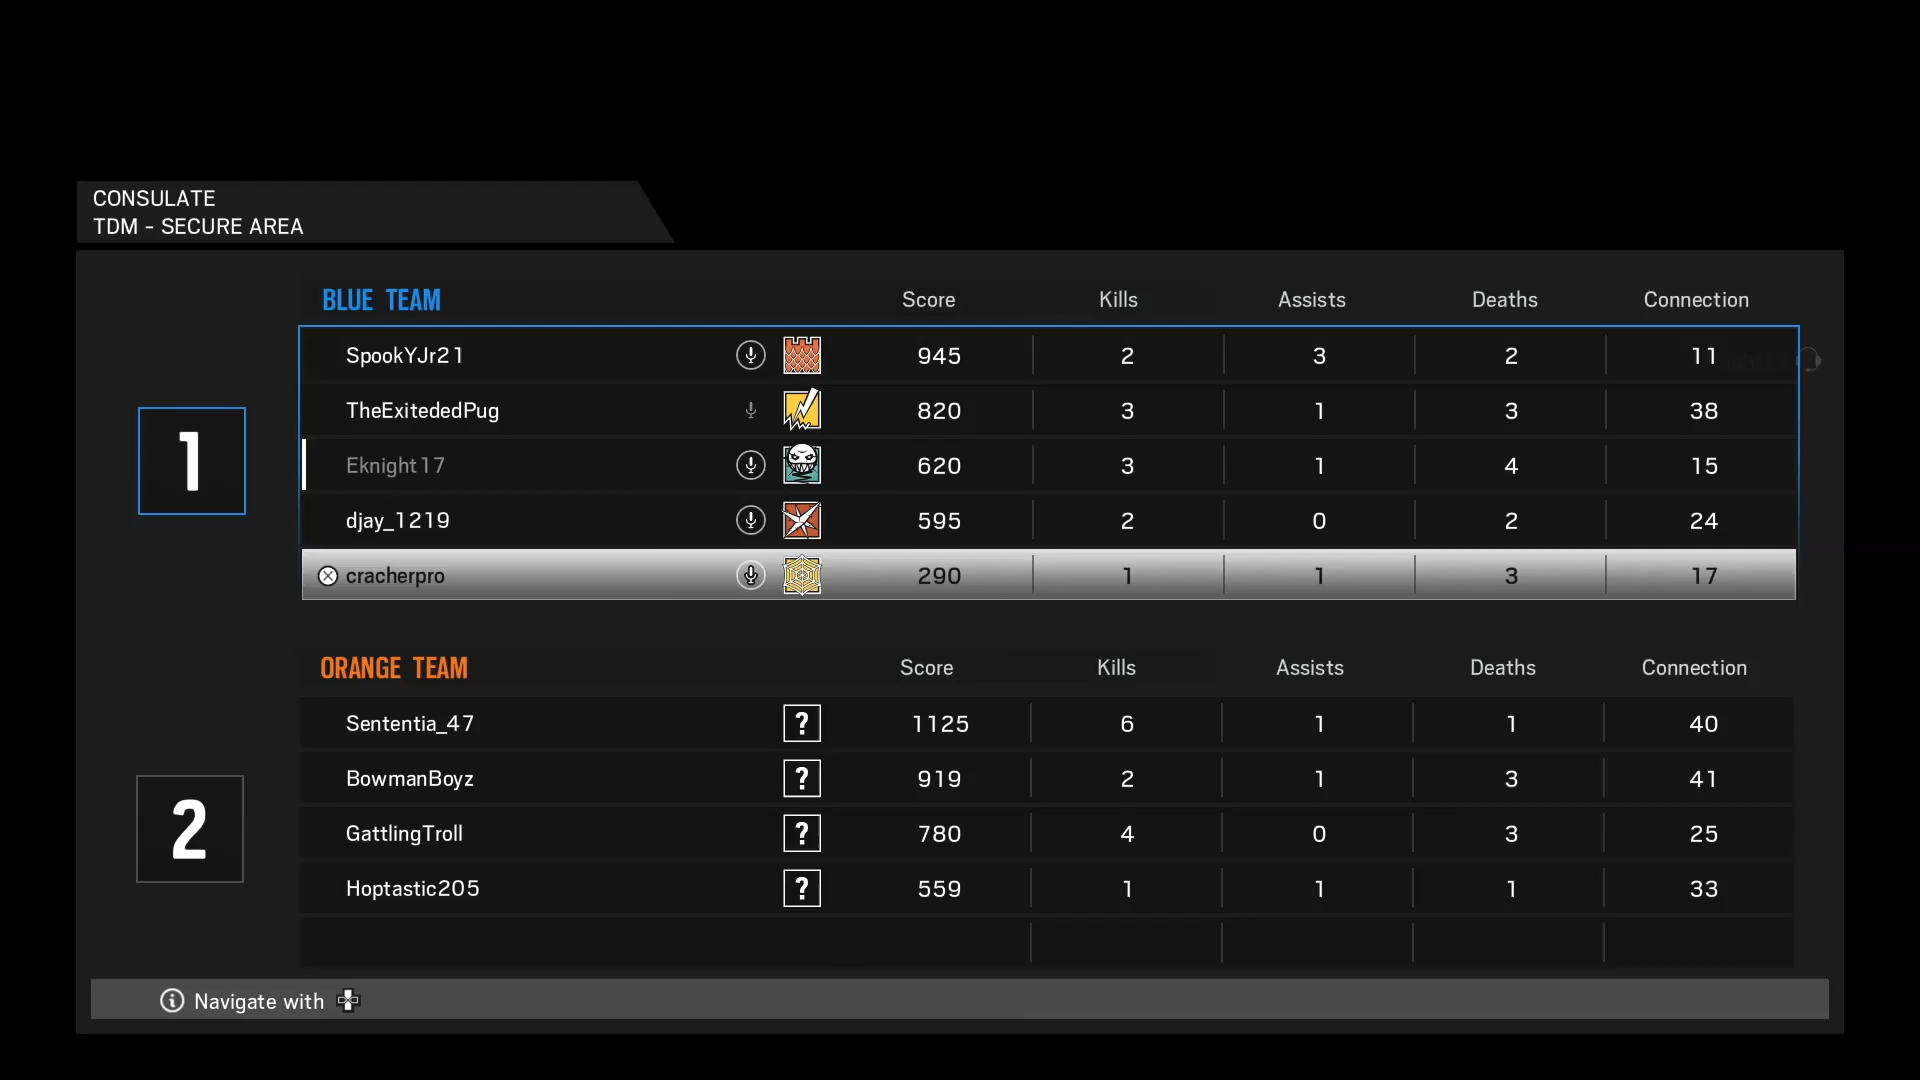 CONSULATE
TDM - SECURE AREA
BLUE TEAM Score Kills Assists Deaths Connection
SpookYJr21 945 2 3 2 11
TheExitededPug 820 3 1 3 38
Eknight17 620 3 1 4 15
djay_1219 595 2 0 2 24
cracherpro 290 1 1 3 17
1
ORANGE TEAM Score Kills Assists Deaths Connection
Sententia_47 ? 1125 6 1 1 40
BowmanBoyz ? 919 2 1 3 41
GattlingTroll ? 780 4 0 3 25
Hoptastic205 ? 559 1 1 1 33
2
Navigate with